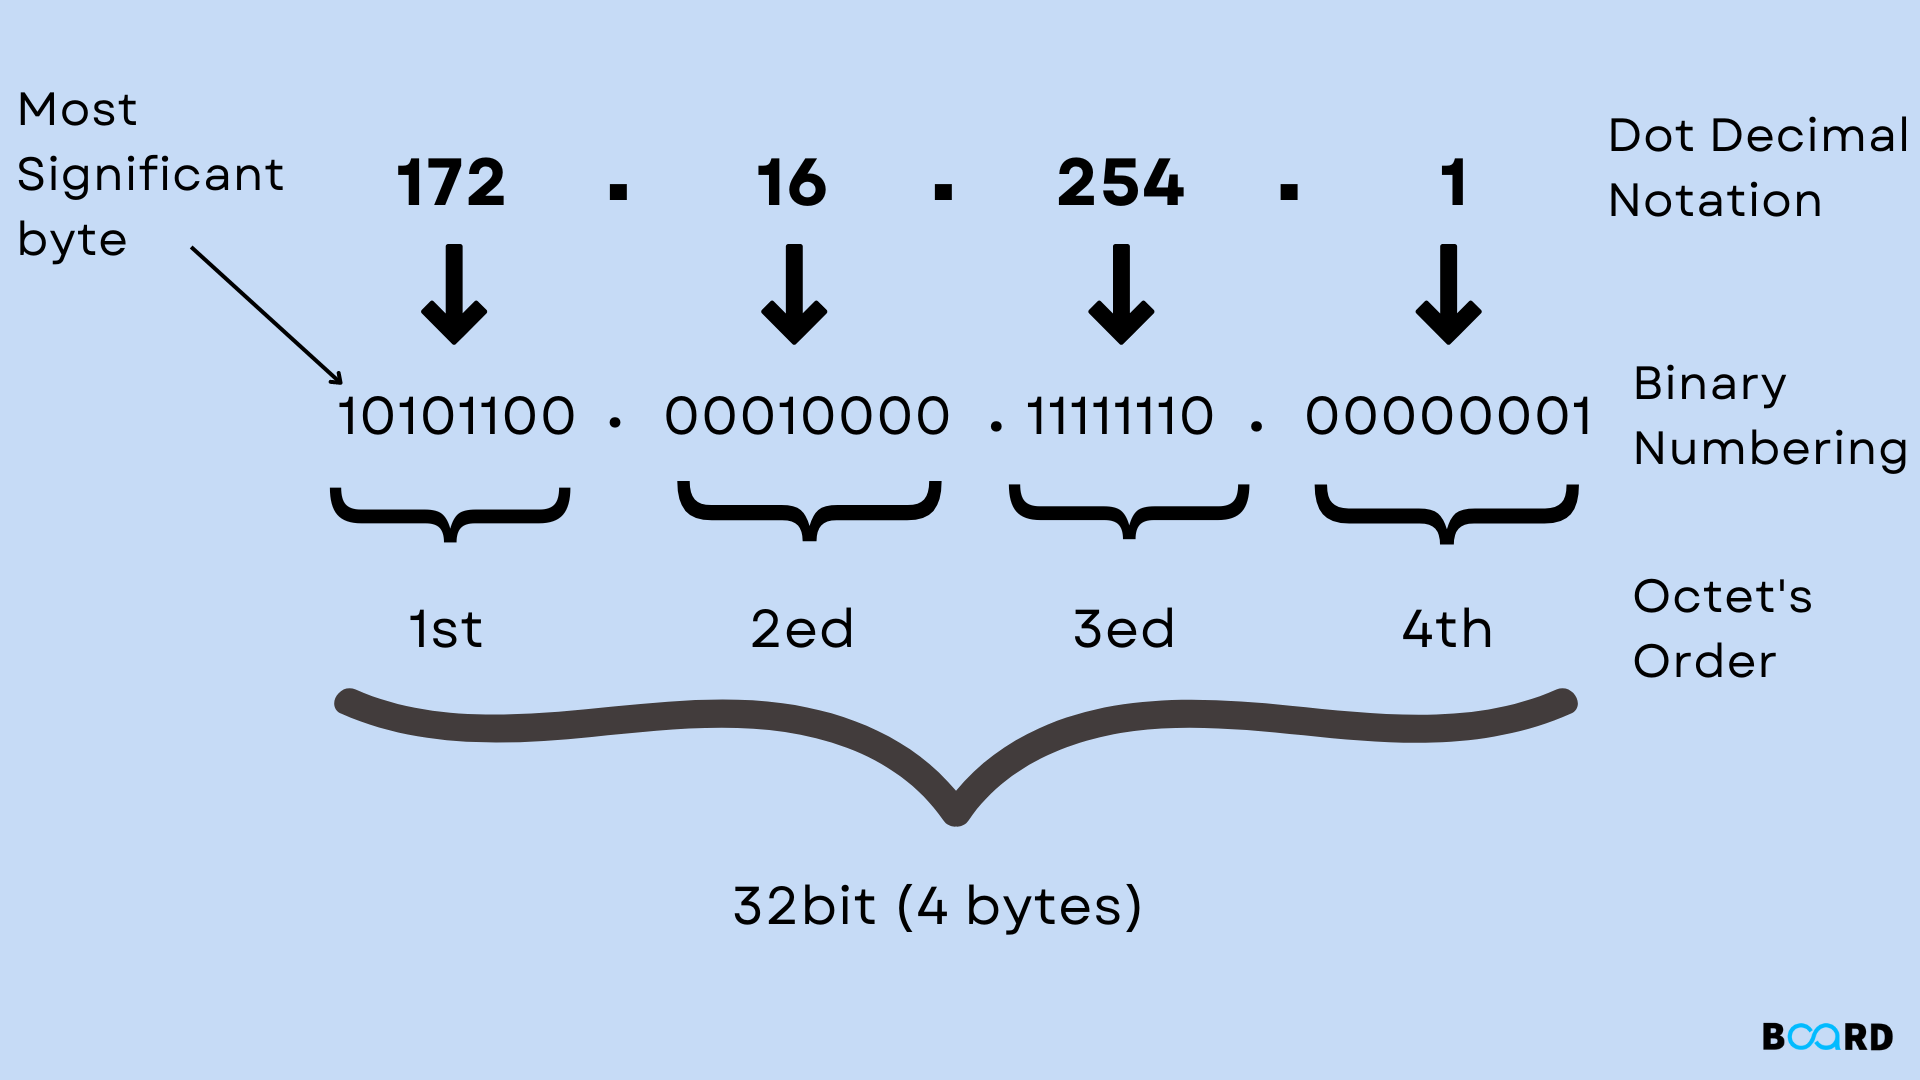 Most
Significant
byte
172 . 16 . 254 . 1
Dot Decimal
Notation
10101100 . 00010000 . 11111110 . 00000001
Binary
Numbering
1st 2ed 3ed 4th
Octet's
Order
32bit (4 bytes)
BOARD